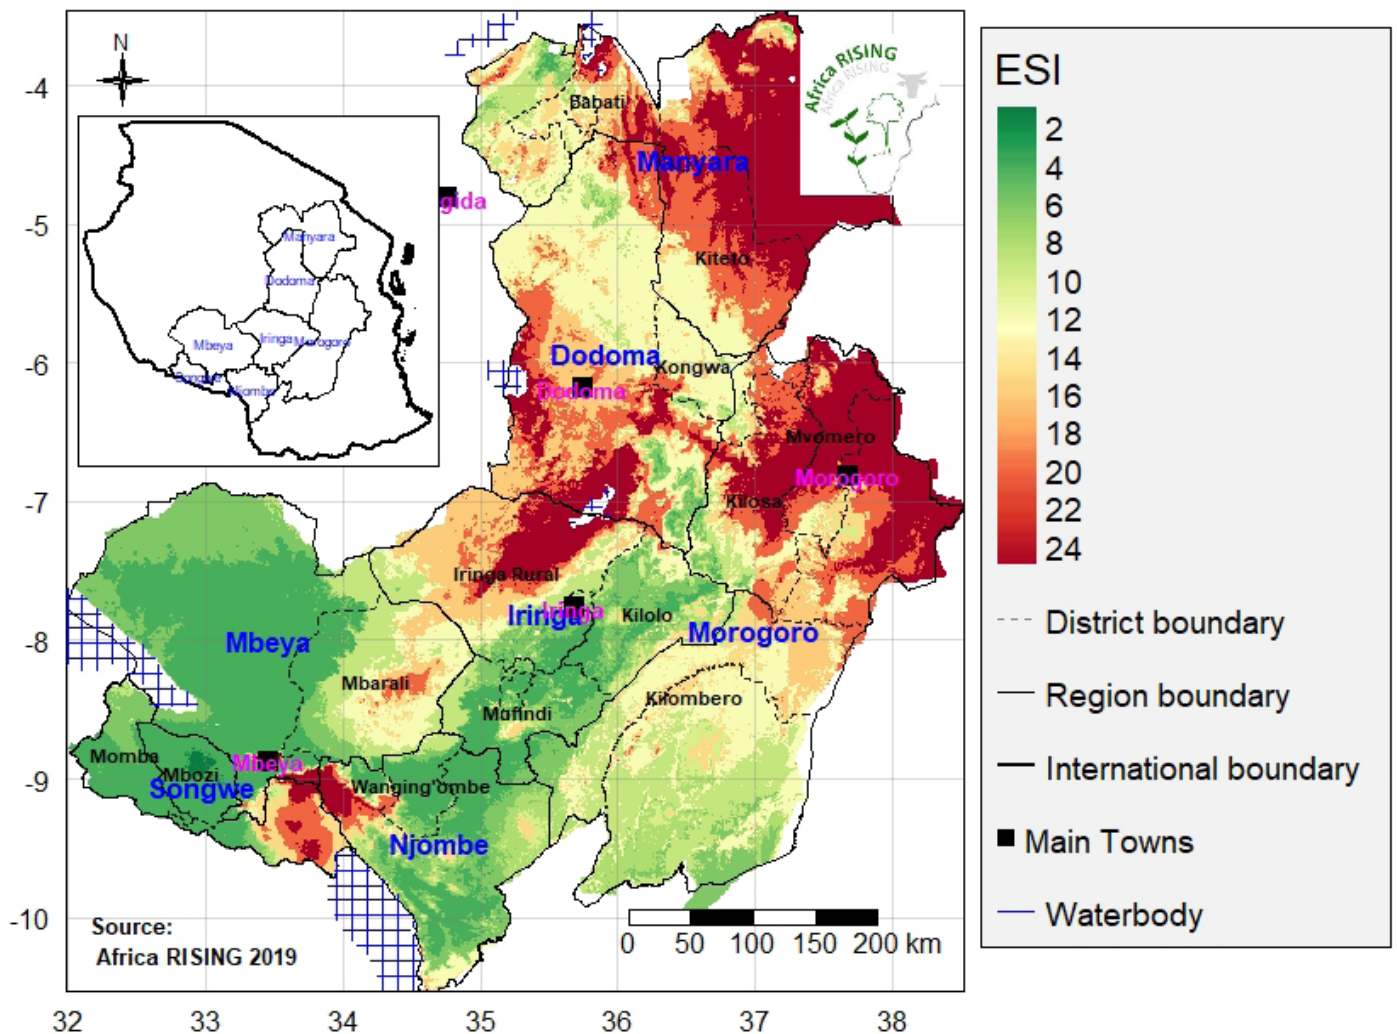 N
Africa RISING
Africa RISING
ESI
2
4
6
8
10
12
14
16
18
20
22
24
District boundary
Region boundary
International boundary
Main Towns
Waterbody
-4
-5
-6
-7
-8
-9
-10
32
33
34
35
36
37
38
Manyara
Dodoma
Iringa
Morogoro
Mbeya
Songwe
Njombe
gida
Babati
Manyara
Kiteto
Dodoma
Kongwa
Dodoma
Mvomero
Morogoro
Kilosa
Iringa Rural
Iringa
Iringa
Kilolo
Morogoro
Mbeya
Mbarali
Kilombero
Mufindi
Momba
Mbozi
Mbeya
Songwe
Wanging'ombe
Njombe
Source:
Africa RISING 2019
0 50 100 150 200 km